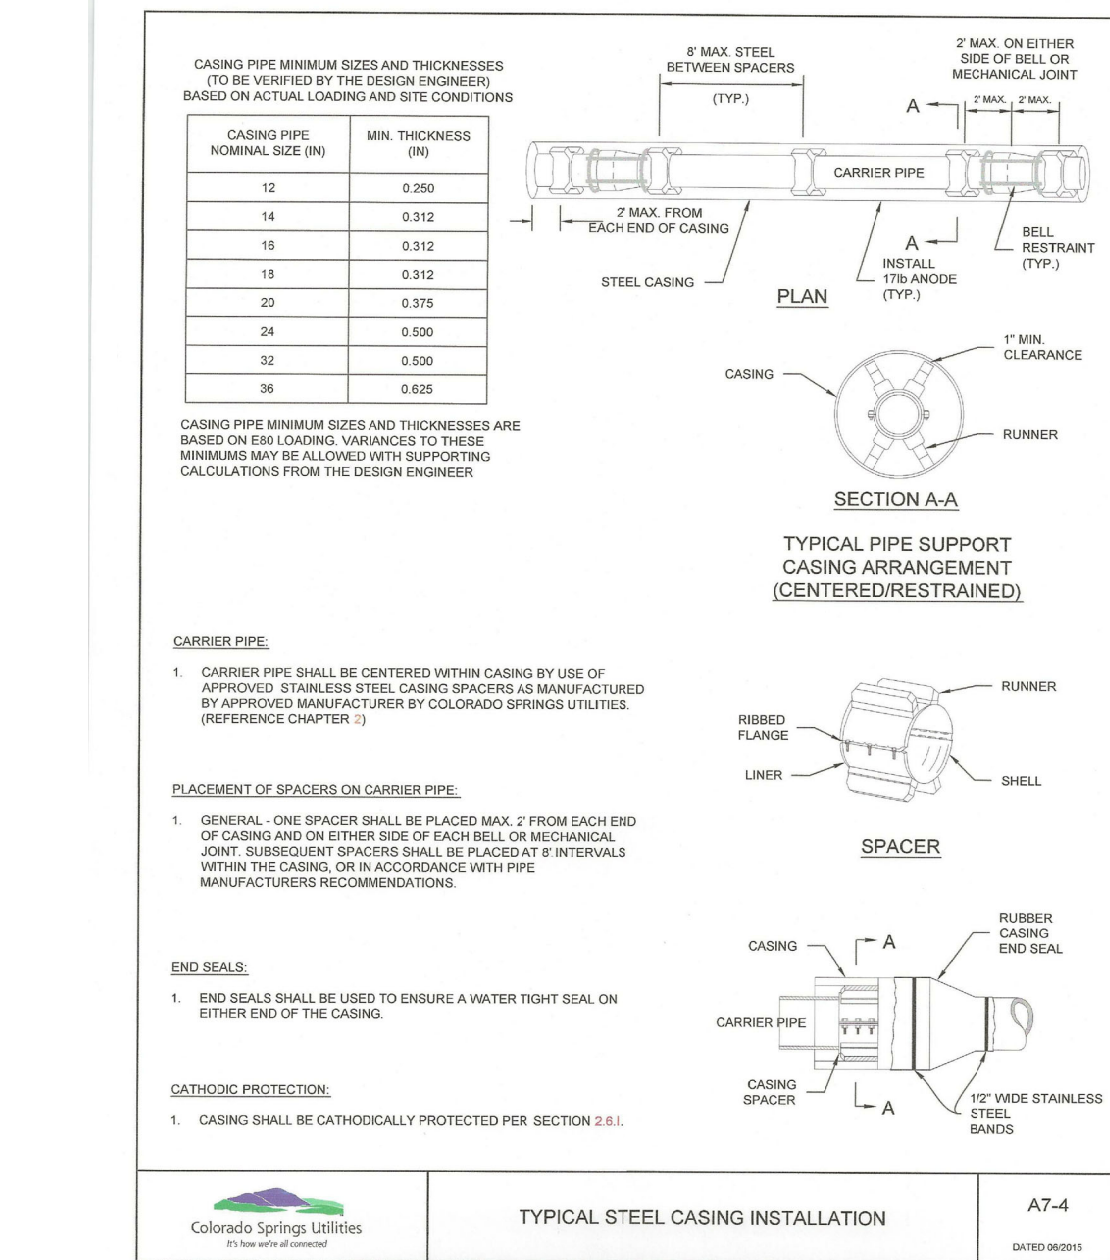 CASING PIPE MINIMUM SIZES AND THICKNESSES
(TO BE VERIFIED BY THE DESIGN ENGINEER)
BASED ON ACTUAL LOADING AND SITE CONDITIONS
CASING PIPE NOMINAL SIZE (IN) MIN. THICKNESS (IN)
12 0.250
14 0.312
16 0.312
18 0.312
20 0.375
24 0.500
32 0.500
36 0.625
CASING PIPE MINIMUM SIZES AND THICKNESSES ARE
BASED ON E80 LOADING. VARIANCES TO THESE
MINIMUMS MAY BE ALLOWED WITH SUPPORTING
CALCULATIONS FROM THE DESIGN ENGINEER
8' MAX. STEEL
BETWEEN SPACERS
(TYP.)
2' MAX. ON EITHER
SIDE OF BELL OR
MECHANICAL JOINT
A
2' MAX. 2' MAX.
CARRIER PIPE
2' MAX. FROM
EACH END OF CASING
A
BELL
RESTRAINT
(TYP.)
STEEL CASING
INSTALL
17lb ANODE
(TYP.)
PLAN
1" MIN.
CLEARANCE
CASING
RUNNER
SECTION A-A
TYPICAL PIPE SUPPORT
CASING ARRANGEMENT
(CENTERED/RESTRAINED)
CARRIER PIPE:
1. CARRIER PIPE SHALL BE CENTERED WITHIN CASING BY USE OF
APPROVED STAINLESS STEEL CASING SPACERS AS MANUFACTURED
BY APPROVED MANUFACTURER BY COLORADO SPRINGS UTILITIES.
(REFERENCE CHAPTER 2)
RUNNER
RIBBED
FLANGE
LINER
SHELL
SPACER
PLACEMENT OF SPACERS ON CARRIER PIPE:
1. GENERAL - ONE SPACER SHALL BE PLACED MAX. 2' FROM EACH END
OF CASING AND ON EITHER SIDE OF EACH BELL OR MECHANICAL
JOINT. SUBSEQUENT SPACERS SHALL BE PLACED AT 8' INTERVALS
WITHIN THE CASING, OR IN ACCORDANCE WITH PIPE
MANUFACTURERS RECOMMENDATIONS.
END SEALS:
1. END SEALS SHALL BE USED TO ENSURE A WATER TIGHT SEAL ON
EITHER END OF THE CASING.
CATHODIC PROTECTION:
1. CASING SHALL BE CATHODICALLY PROTECTED PER SECTION 2.6.I.
RUBBER
CASING
END SEAL
CASING
A
CARRIER PIPE
CASING
SPACER
A
1/2" WIDE STAINLESS
STEEL
BANDS
Colorado Springs Utilities
It's how we're all connected
TYPICAL STEEL CASING INSTALLATION
A7-4
DATED 06/2015